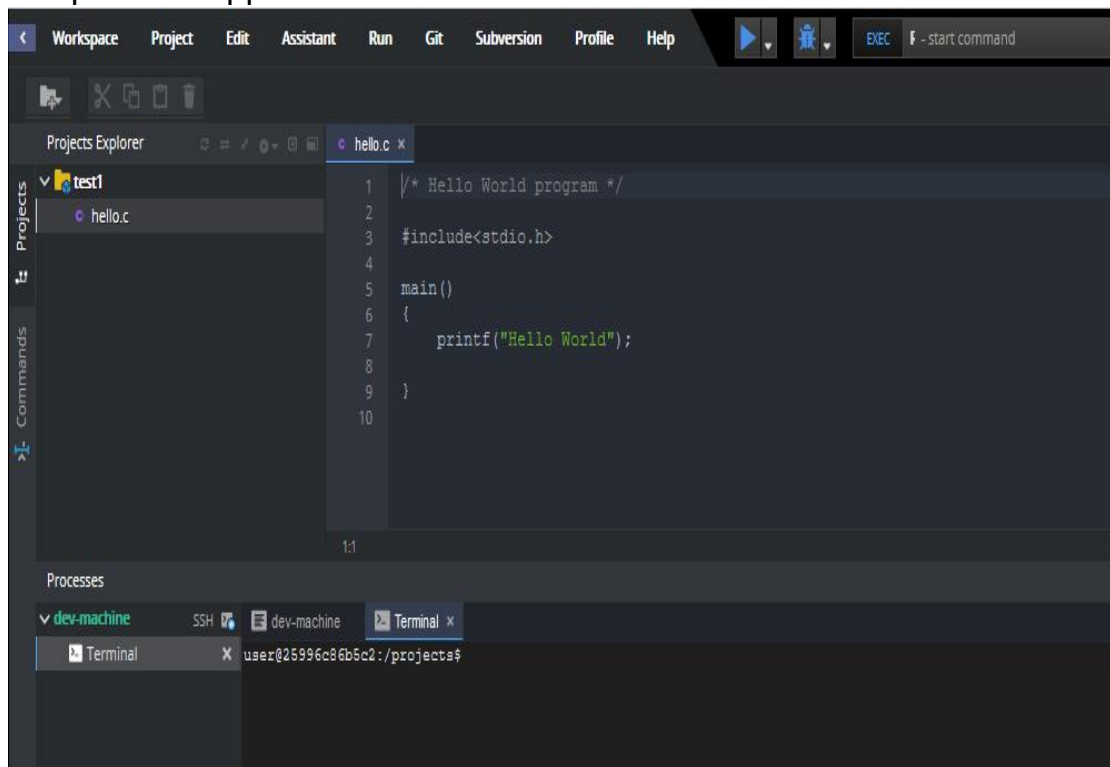 Workspace Project Edit Assistant Run Git Subversion Profile Help EXEC - start command
Projects Explorer
hello.c ×
Projects
Commands
test1
hello.c
1 /* Hello World program */
2
3 #include<stdio.h>
4
5 main()
6 {
7 printf("Hello World");
8
9 }
10
1:1
Processes
dev-machine SSH dev-machine Terminal ×
Terminal × user@25996c86b5c2:/projects$